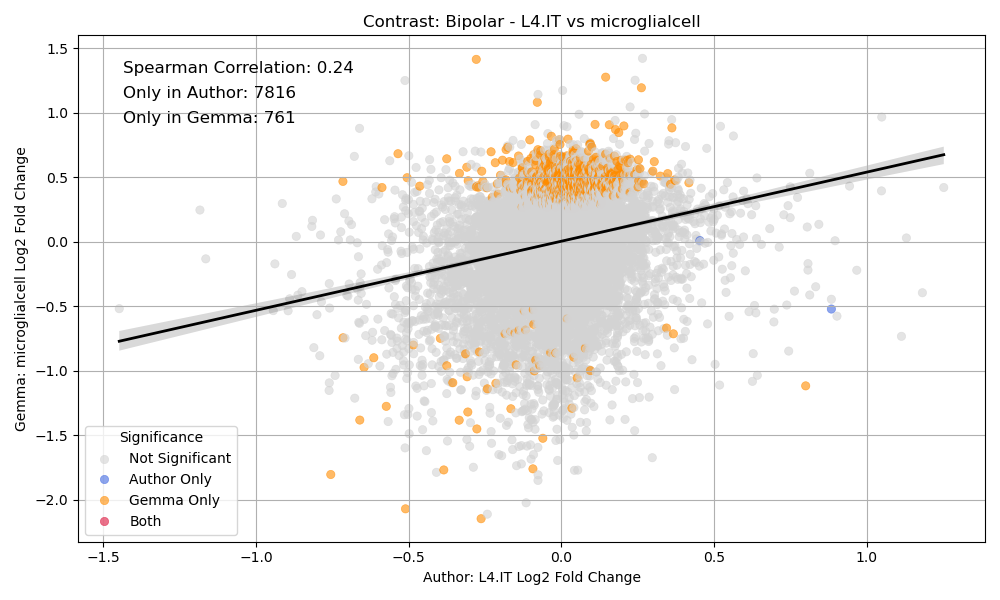 Contrast: Bipolar - L4.IT vs microglialcell
Spearman Correlation: 0.24
Only in Author: 7816
Only in Gemma: 761
Gemma: microglialcell Log2 Fold Change
1.5
1.0
0.5
0.0
−0.5
−1.0
−1.5
−2.0
Significance
Not Significant
Author Only
Gemma Only
Both
−1.5 −1.0 −0.5 0.0 0.5 1.0
Author: L4.IT Log2 Fold Change